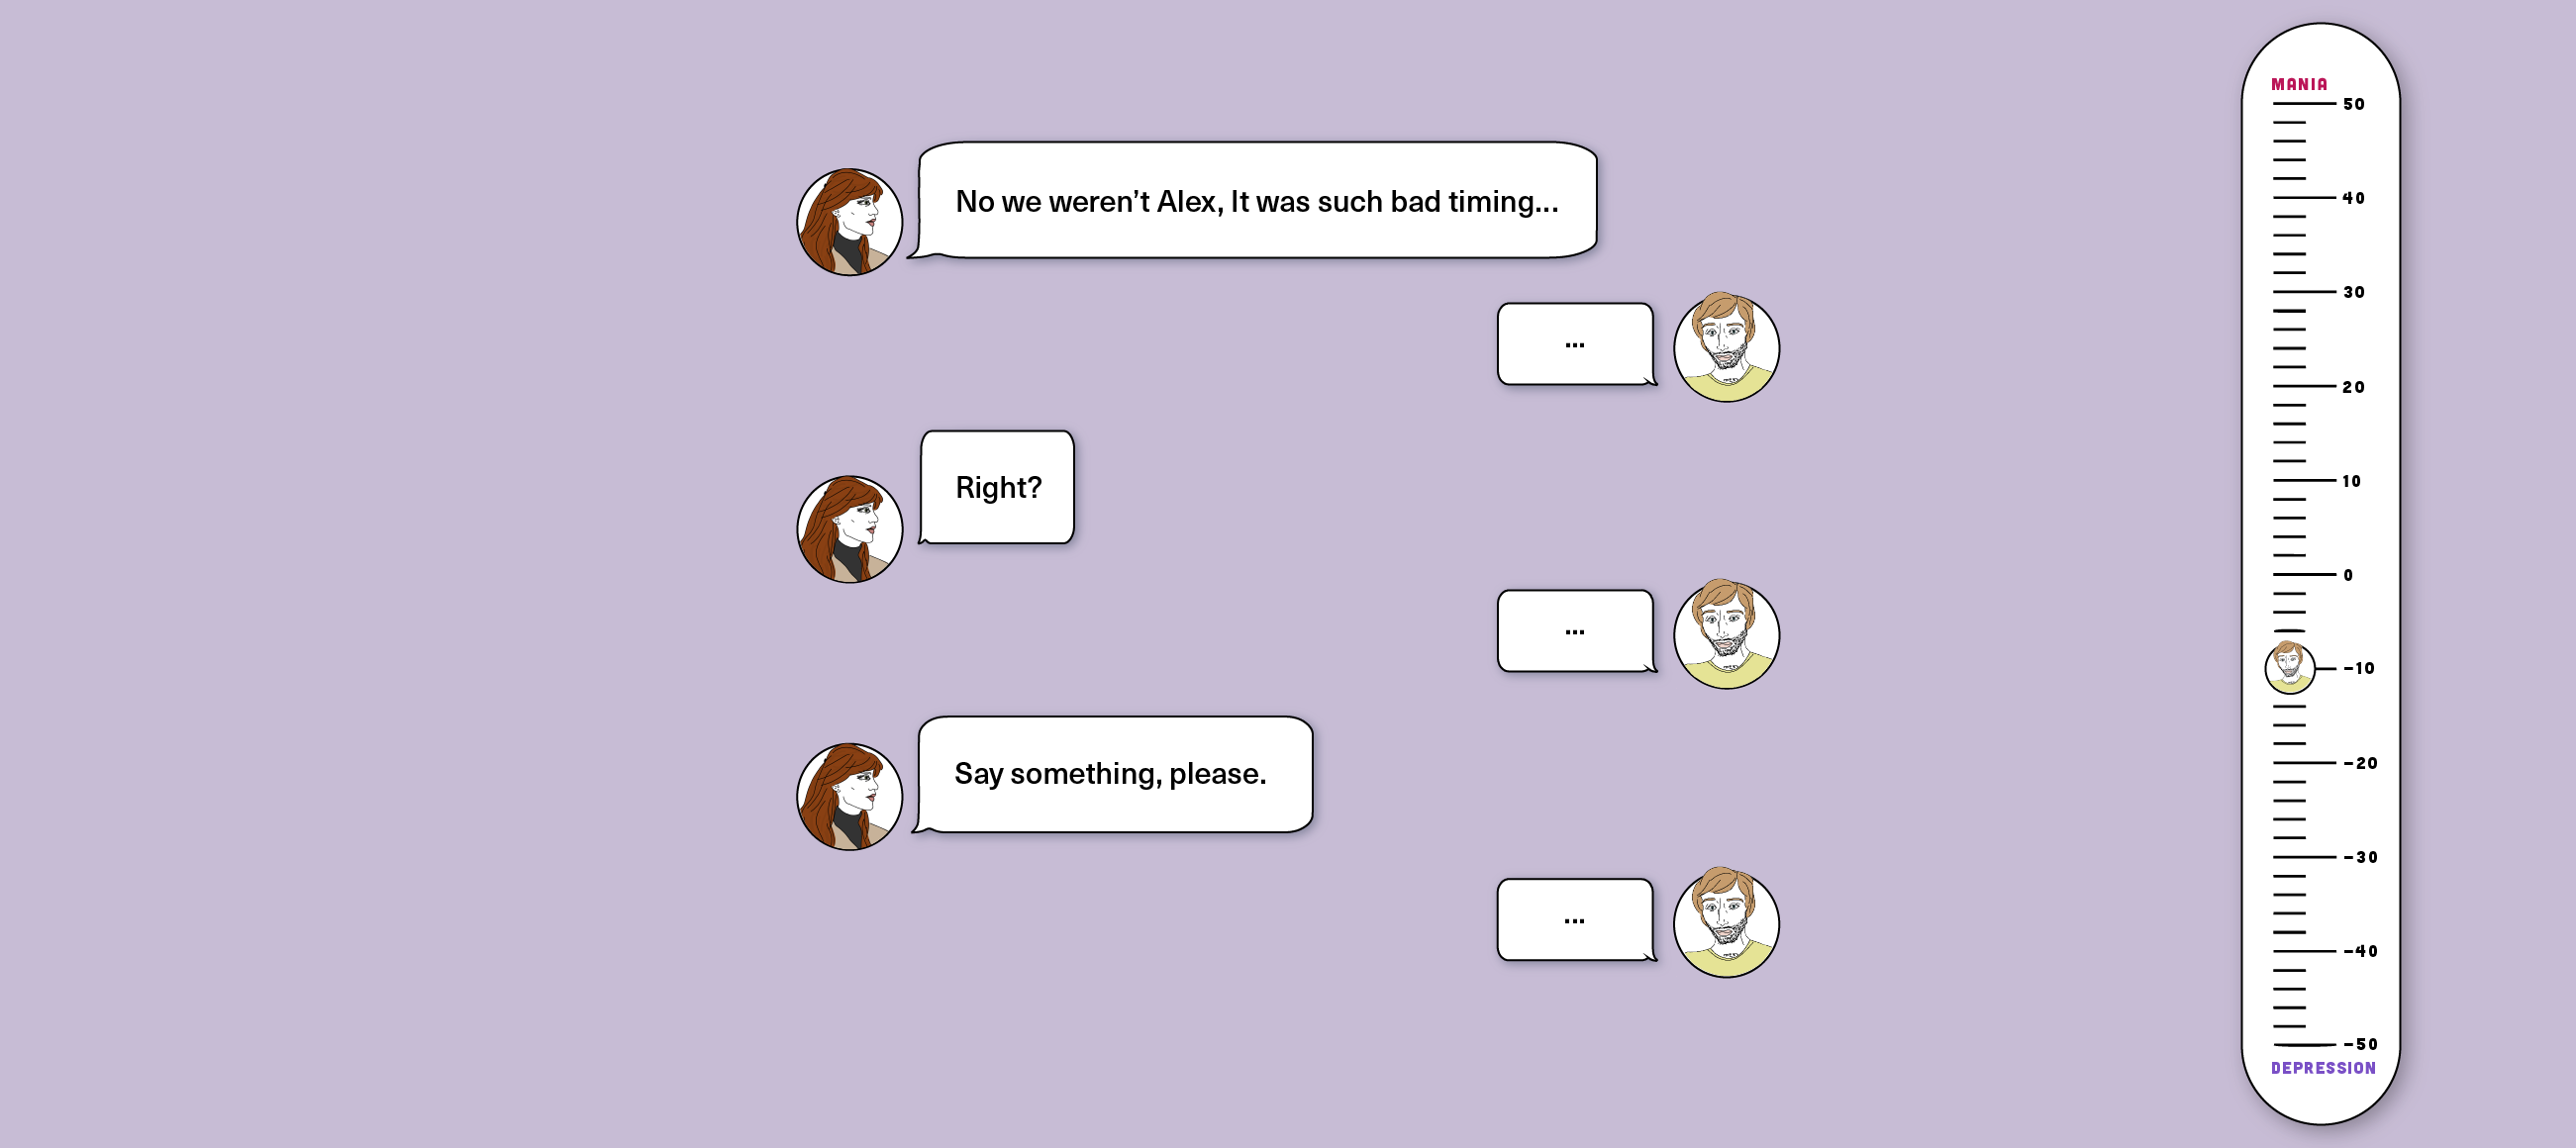 No we weren’t Alex, It was such bad timing...
...
Right?
...
Say something, please.
...
MANIA
50
40
30
20
10
0
-10
-20
-30
-40
-50
DEPRESSION